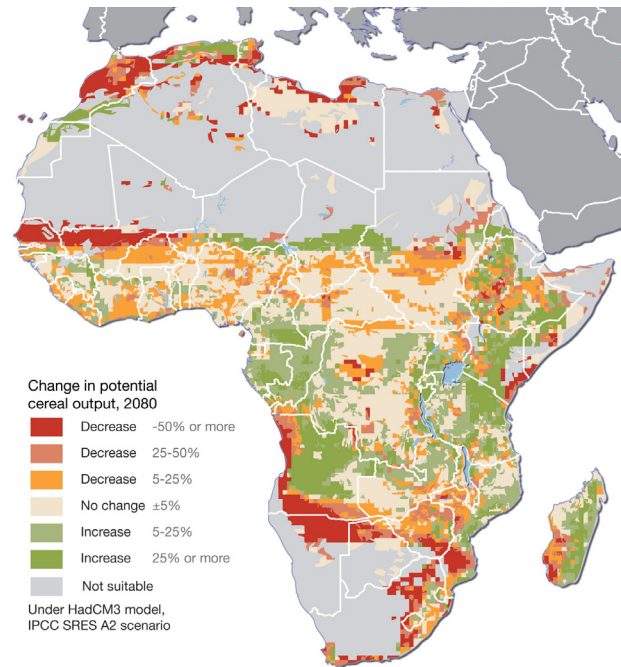 Change in potential
cereal output, 2080
Decrease -50% or more
Decrease 25-50%
Decrease 5-25%
No change ±5%
Increase 5-25%
Increase 25% or more
Not suitable
Under HadCM3 model,
IPCC SRES A2 scenario